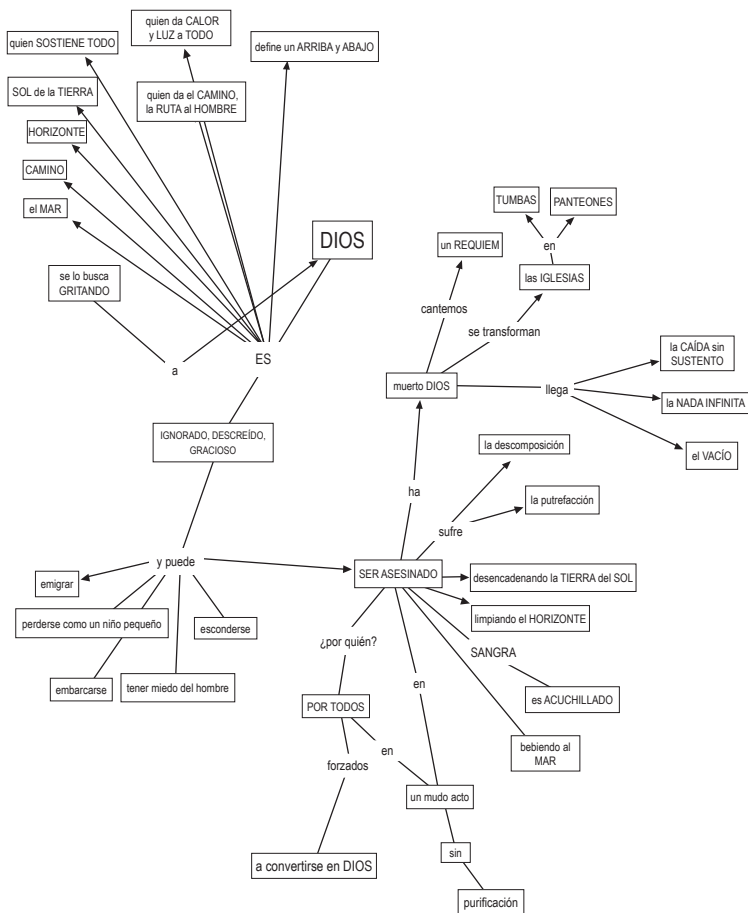 quien da CALOR
y LUZ a TODO
quien SOSTIENE TODO
define un ARRIBA y ABAJO
SOL de la TIERRA
quien da el CAMINO,
la RUTA al HOMBRE
HORIZONTE
CAMINO
el MAR
DIOS
se lo busca
GRITANDO
a
ES
TUMBAS
PANTEONES
un REQUIEM
en
las IGLESIAS
cantemos
se transforman
muerto DIOS
llega
la CAÍDA sin
SUSTENTO
la NADA INFINITA
el VACÍO
IGNORADO, DESCREÍDO,
GRACIOSO
ha
la descomposición
la putrefacción
sufre
y puede
emigrar
perderse como un niño pequeño
esconderse
embarcarse
tener miedo del hombre
SER ASESINADO
desencadenando la TIERRA del SOL
limpiando el HORIZONTE
SANGRA
es ACUCHILLADO
bebiendo al
MAR
¿por quién?
en
POR TODOS
en
forzados
un mudo acto
a convertirse en DIOS
sin
purificación